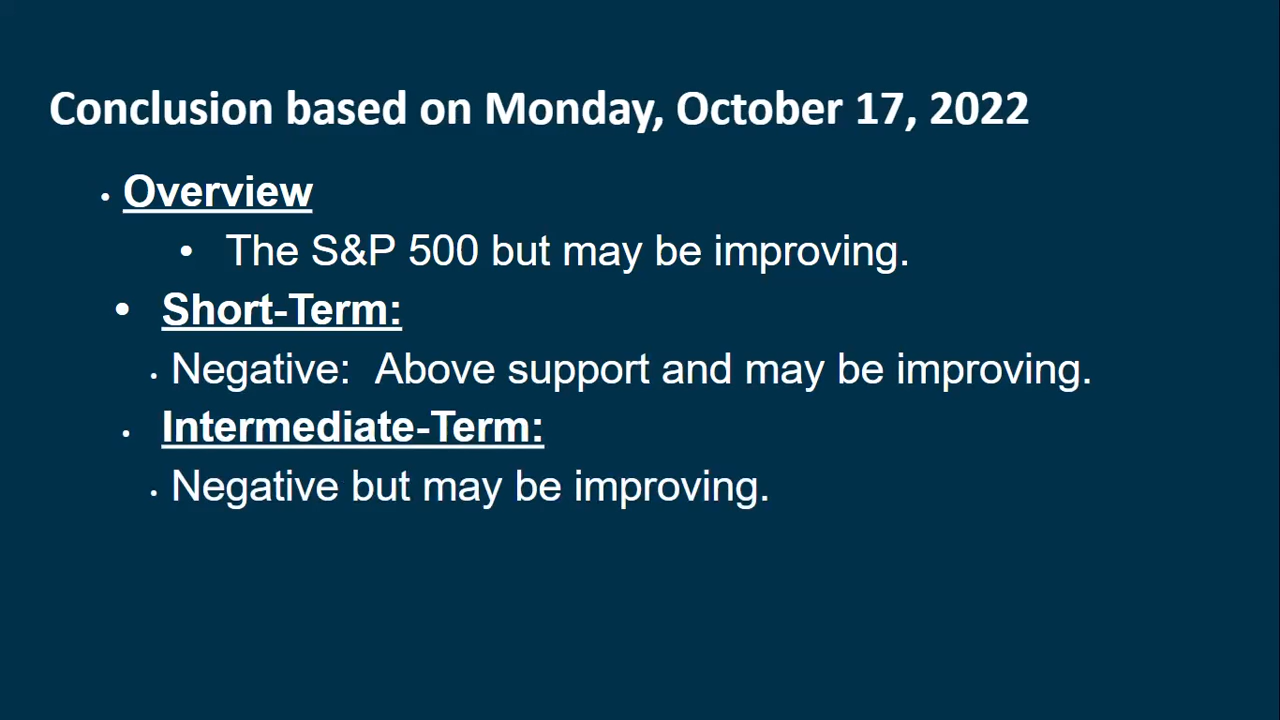 Conclusion based on Monday, October 17, 2022
• Overview
• The S&P 500 but may be improving.
• Short-Term:
• Negative:  Above support and may be improving.
• Intermediate-Term:
• Negative but may be improving.